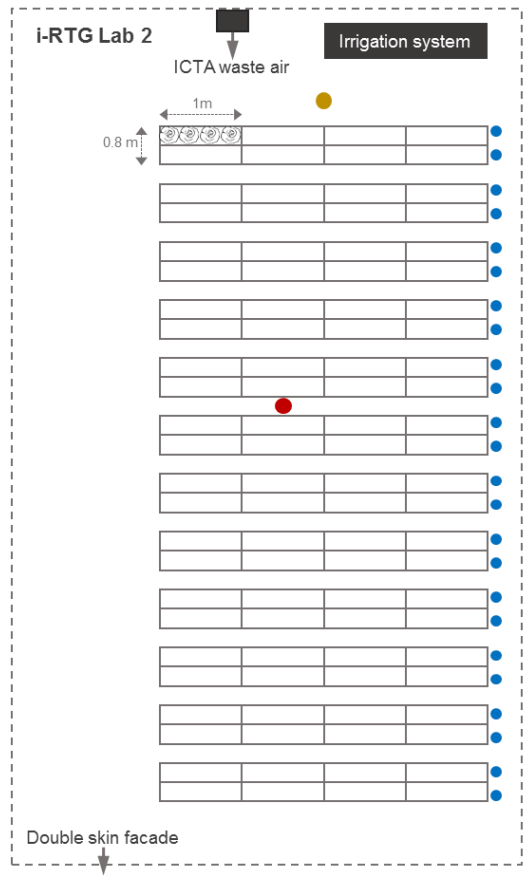 i-RTG Lab 2
Irrigation system
ICTA waste air
1m
0.8 m
Double skin facade